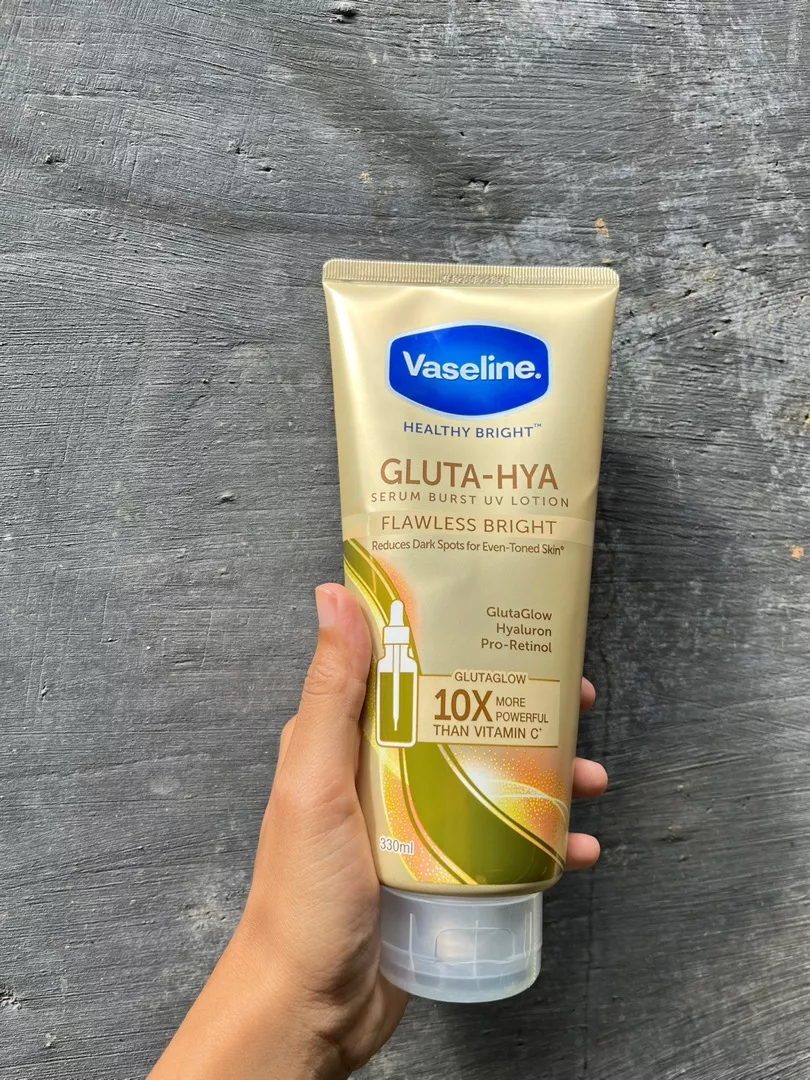 Vaseline.
HEALTHY BRIGHT™
GLUTA-HYA
SERUM BURST UV LOTION
FLAWLESS BRIGHT
Reduces Dark Spots for Even-Toned Skin*
GlutaGlow
Hyaluron
Pro-Retinol
GLUTAGLOW
10X MORE
POWERFUL
THAN VITAMIN C*
330ml